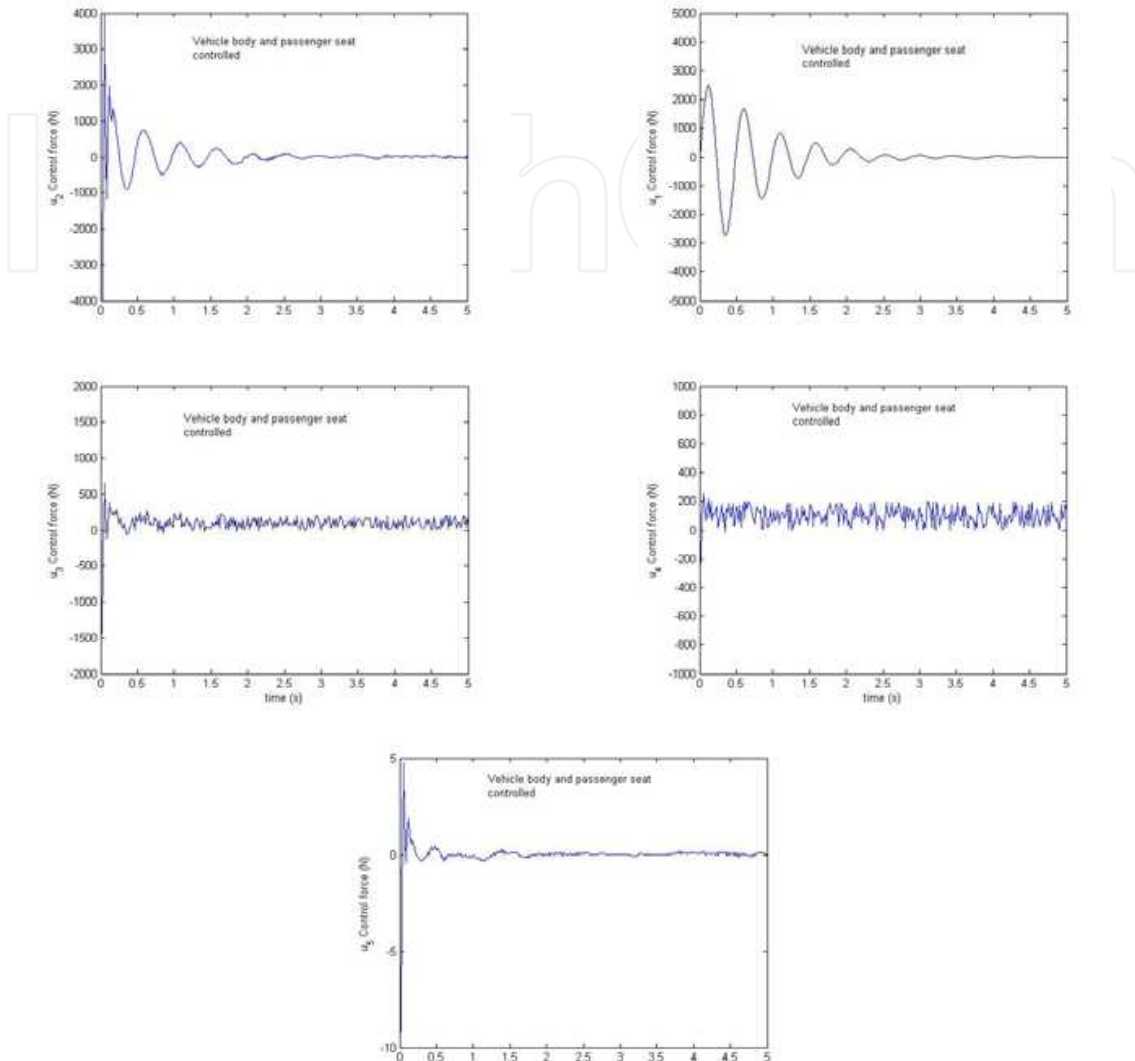 4000
3000
2000
1000
0
-1000
-2000
-3000
-4000
u2 Control force (N)
Vehicle body and passenger seat
controlled
0 0.5 1 1.5 2 2.5 3 3.5 4 4.5 5
5000
4000
3000
2000
1000
0
-1000
-2000
-3000
-4000
-5000
u1 Control force (N)
Vehicle body and passenger seat
controlled
0 0.5 1 1.5 2 2.5 3 3.5 4 4.5 5
2000
1500
1000
500
0
-500
-1000
-1500
-2000
u3 Control force (N)
Vehicle body and passenger seat
controlled
0 0.5 1 1.5 2 2.5 3 3.5 4 4.5 5
time (s)
1000
800
600
400
200
0
-200
-400
-600
-800
-1000
u4 Control force (N)
Vehicle body and passenger seat
controlled
0 0.5 1 1.5 2 2.5 3 3.5 4 4.5 5
time (s)
5
0
-5
-10
u5 Control force (N)
Vehicle body and passenger seat
controlled
0 0.5 1 1.5 2 2.5 3 3.5 4 4.5 5